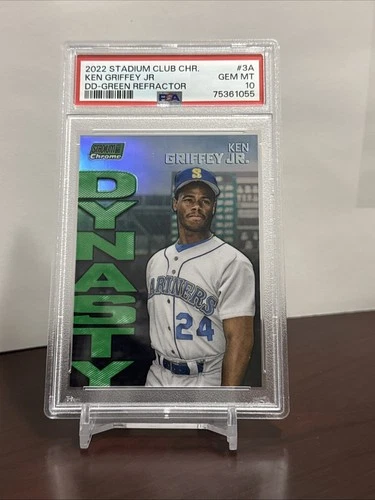 2022 STADIUM CLUB CHR. #3A
KEN GRIFFEY JR. GEM MT
DD-GREEN REFRACTOR 10
PSA 75361055
STADIUM CLUB
Chrome
KEN
GRIFFEY JR.
DYNASTY
S
MARINERS
24